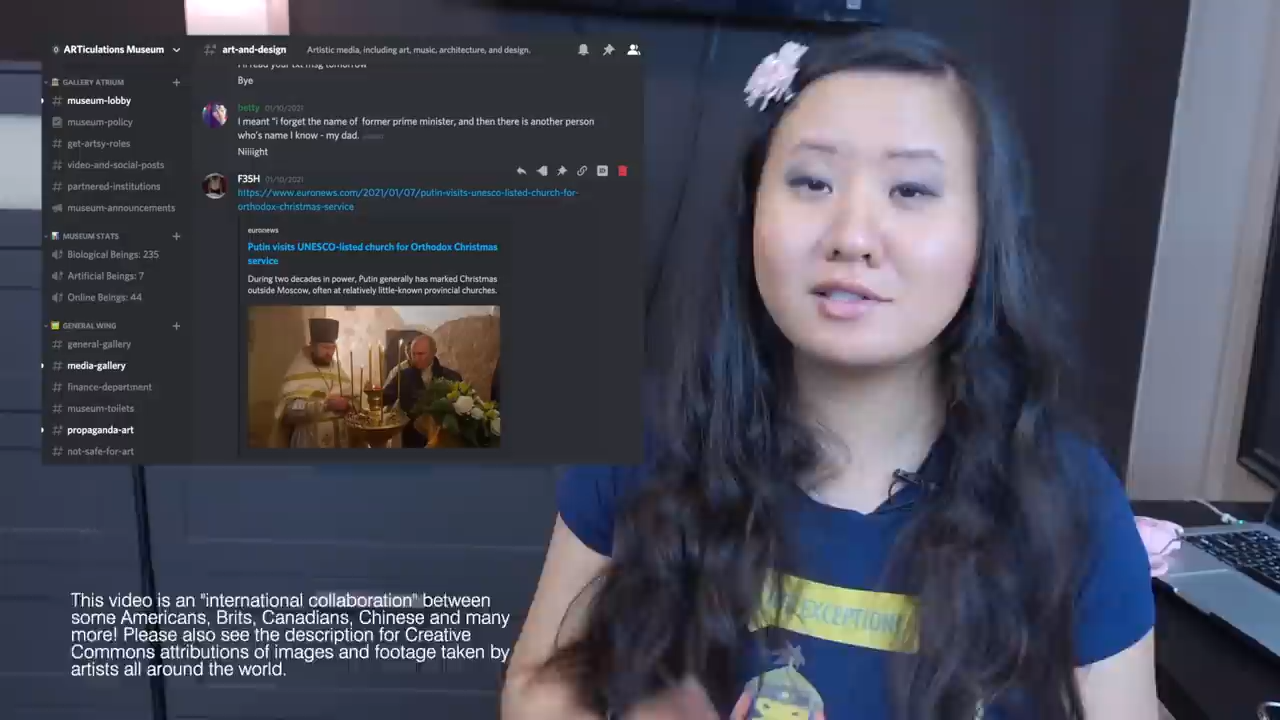 ARTiculations Museum
GALLERY ATRIUM
museum-lobby
museum-policy
get-artsy-roles
video-and-social-posts
partnered-institutions
museum-announcements
MUSEUM STATS
Biological Beings: 235
Artificial Beings: 7
Online Beings: 44
GENERAL WING
general-gallery
media-gallery
finance-department
museum-toilets
propaganda-art
not-safe-for-art
# art-and-design Artistic media, including art, music, architecture, and design.
I'll read your txt msg tomorrow
Bye
betty 01/10/2021
I meant "i forget the name of former prime minister, and then there is another person
who's name I know - my dad.
Niiiight
F3SH 01/10/2021
https://www.euronews.com/2021/01/07/putin-visits-unesco-listed-church-for-
orthodox-christmas-service
euronews
Putin visits UNESCO-listed church for Orthodox Christmas
service
During two decades in power, Putin generally has marked Christmas
outside Moscow, often at relatively little-known provincial churches.
EXCEPTION
This video is an "international collaboration" between
some Americans, Brits, Canadians, Chinese and many
more! Please also see the description for Creative
Commons attributions of images and footage taken by
artists all around the world.